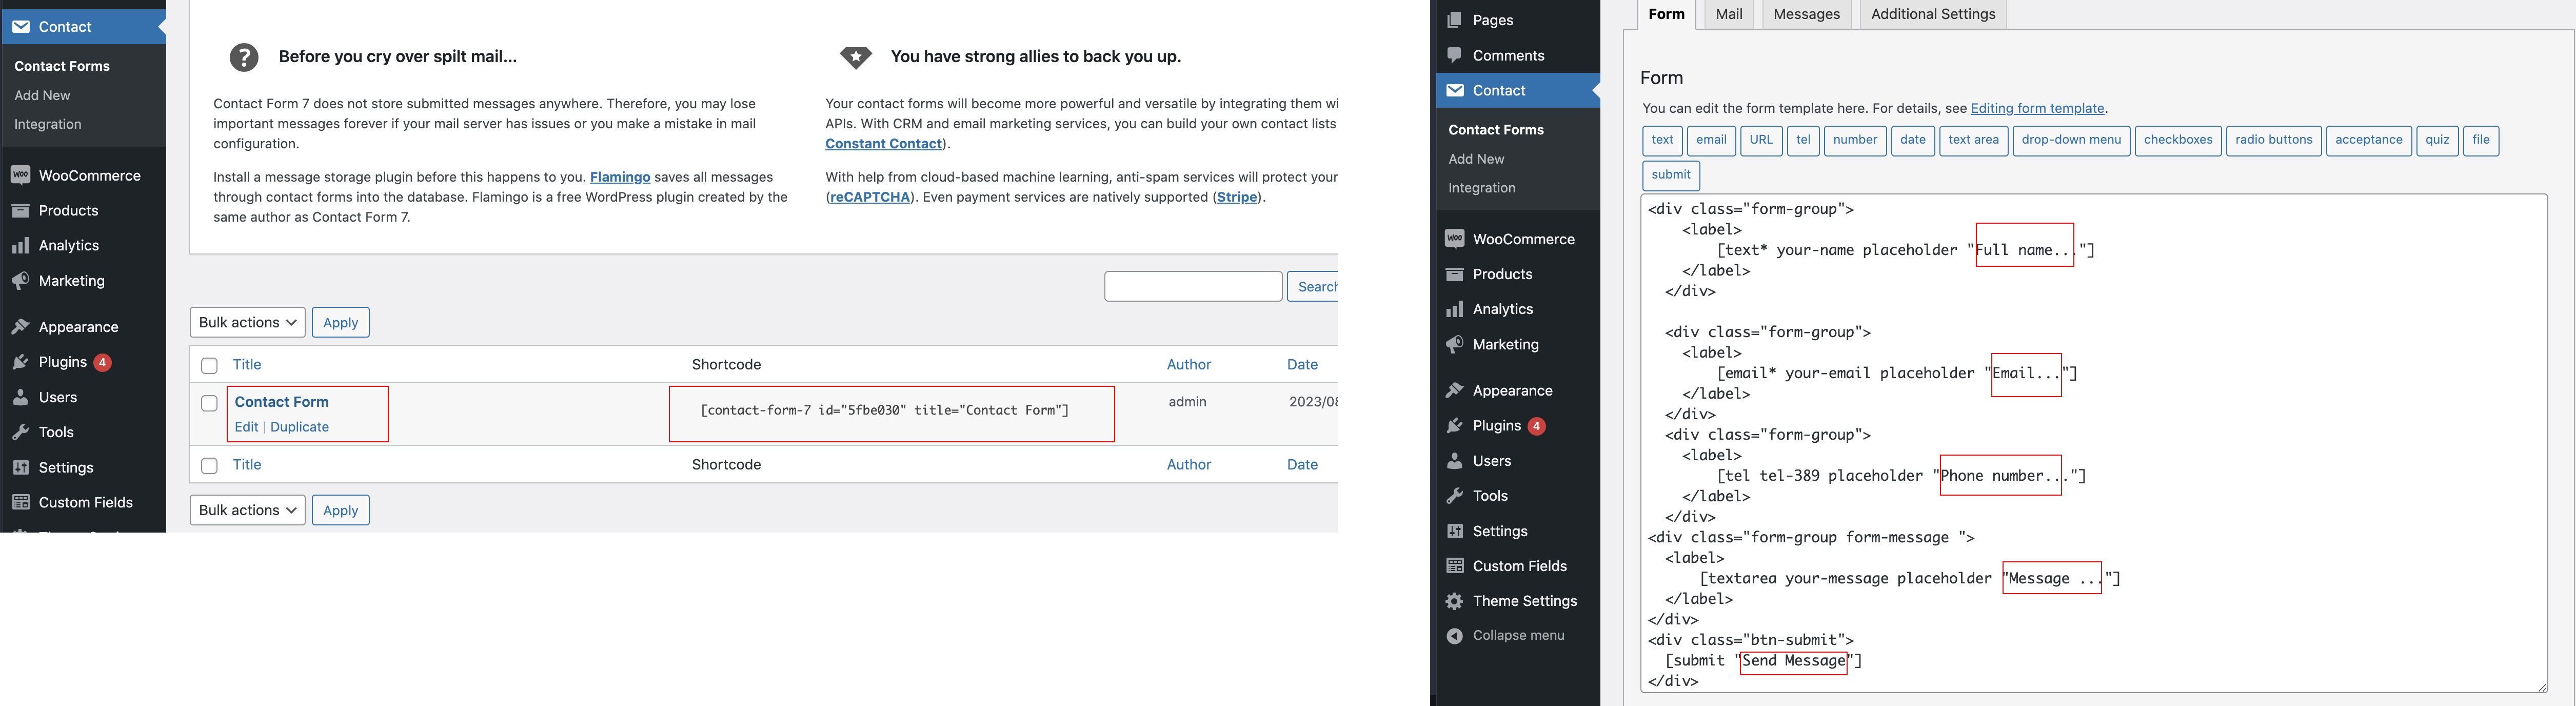 Contact
Contact Forms
Add New
Integration
WooCommerce
Products
Analytics
Marketing
Appearance
Plugins 4
Users
Tools
Settings
Custom Fields
Before you cry over spilt mail...
Contact Form 7 does not store submitted messages anywhere. Therefore, you may lose
important messages forever if your mail server has issues or you make a mistake in mail
configuration.
Install a message storage plugin before this happens to you. Flamingo saves all messages
through contact forms into the database. Flamingo is a free WordPress plugin created by the
same author as Contact Form 7.
You have strong allies to back you up.
Your contact forms will become more powerful and versatile by integrating them wi
APIs. With CRM and email marketing services, you can build your own contact lists
Constant Contact).
With help from cloud-based machine learning, anti-spam services will protect your
(reCAPTCHA). Even payment services are natively supported (Stripe).
Search
Bulk actions Apply
Title Shortcode Author Date
Contact Form [contact-form-7 id="5fbe030" title="Contact Form"] admin 2023/08
Edit | Duplicate
Title Shortcode Author Date
Bulk actions Apply
Pages
Comments
Contact
Contact Forms
Add New
Integration
WooCommerce
Products
Analytics
Marketing
Appearance
Plugins 4
Users
Tools
Settings
Custom Fields
Theme Settings
Collapse menu
Form Mail Messages Additional Settings
Form
You can edit the form template here. For details, see Editing form template.
text email URL tel number date text area drop-down menu checkboxes radio buttons acceptance quiz file
submit
<div class="form-group">
<label>
[text* your-name placeholder "Full name..."]
</label>
</div>
<div class="form-group">
<label>
[email* your-email placeholder "Email..."]
</label>
</div>
<div class="form-group">
<label>
[tel tel-389 placeholder "Phone number..."]
</label>
</div>
<div class="form-group form-message ">
<label>
[textarea your-message placeholder "Message ..."]
</label>
</div>
<div class="btn-submit">
[submit "Send Message"]
</div>